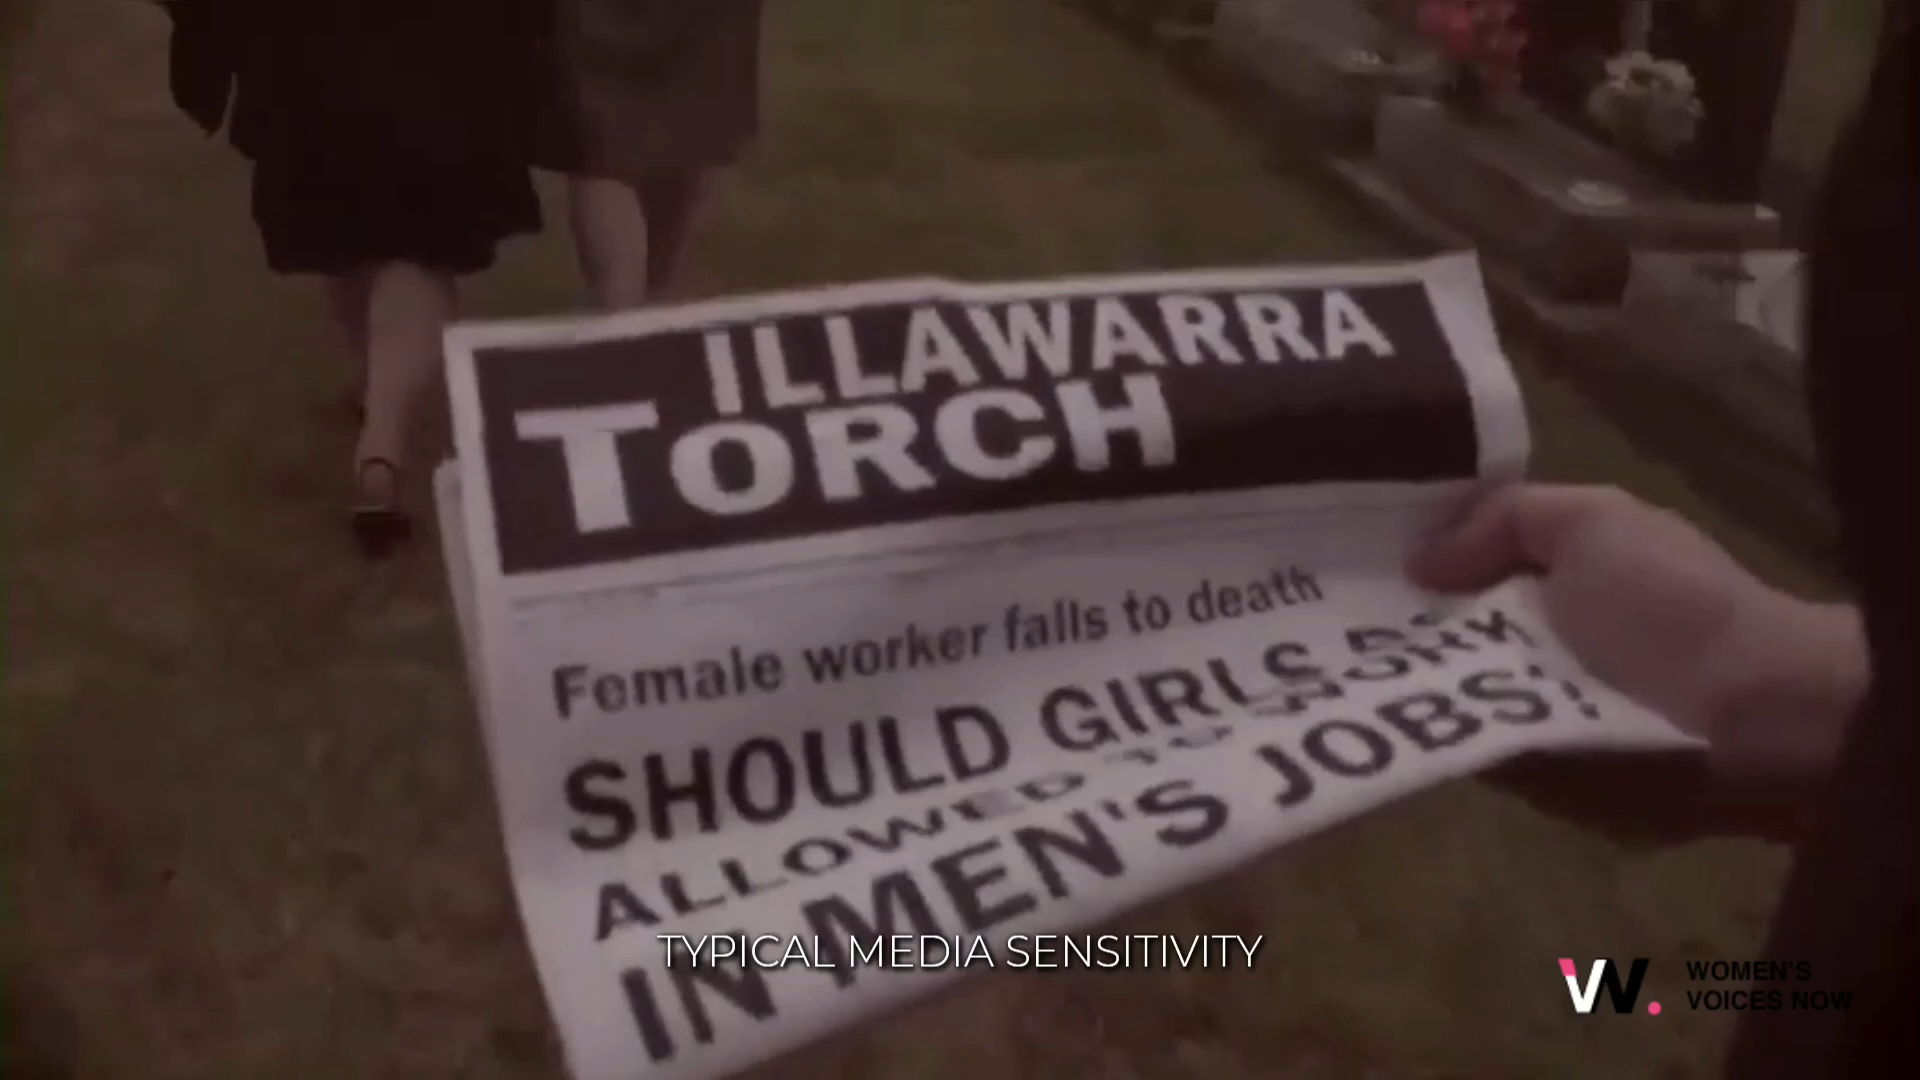 ILLAWARRA
TORCH
Female worker falls to death
SHOULD GIRLS
ALLOWED TO
IN MEN'S JOBS?
TYPICAL MEDIA SENSITIVITY
W.
WOMEN'S
VOICES NOW